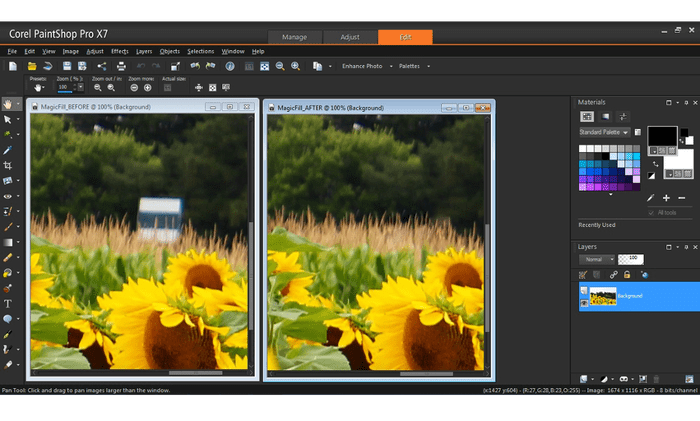 Corel PaintShop Pro X7
Manage Adjust Edit
File Edit View Image Adjust Effects Layers Objects Selections Window Help
Enhance Photo Palettes
Presets: Zoom (%): Zoom out / in: Zoom more: Actual size:
100
MagicFill_BEFORE @ 100% (Background)
MagicFill_AFTER @ 100% (Background)
Materials
Standard Palette
All tools
Recently Used
Layers
Normal 100
Background
Pan Tool: Click and drag to pan images larger than the window.
(x:1427 y:604) -- (R:27,G:28,B:23,O:255) -- Image: 1674 x 1116 x RGB - 8 bits/channel